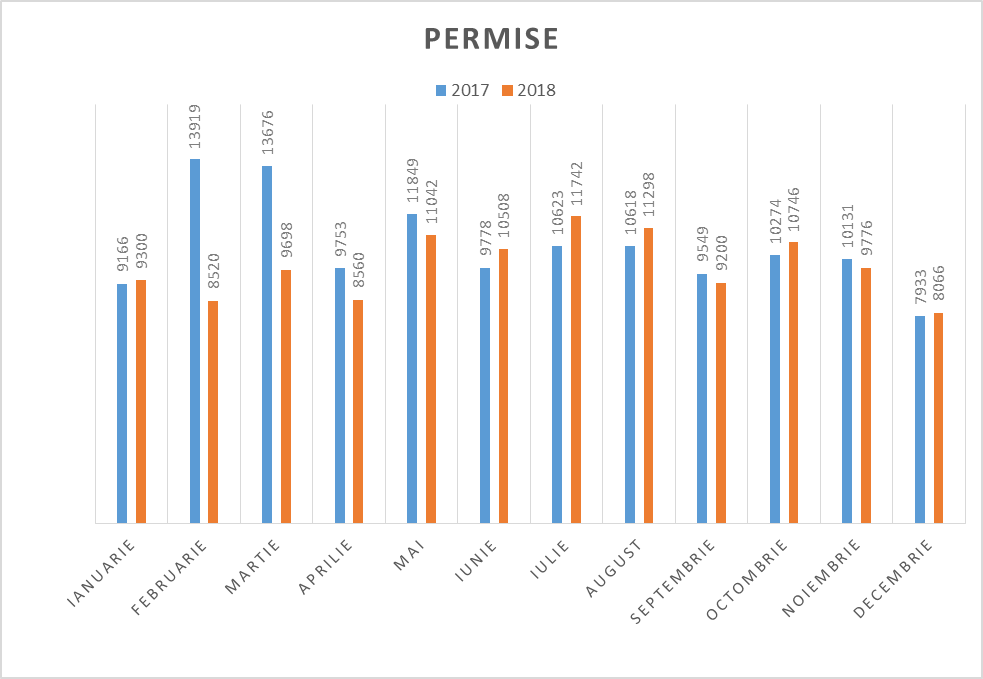 PERMISE
2017 2018
9166 9300 13919 8520 13676 9698 9753 8560 11849 11042 9778 10508 10623 11742 10618 11298 9549 9200 10274 10746 10131 9776 7933 8066
IANUARIE FEBRUARIE MARTIE APRILIE MAI IUNIE IULIE AUGUST SEPTEMBRIE OCTOMBRIE NOIEMBRIE DECEMBRIE